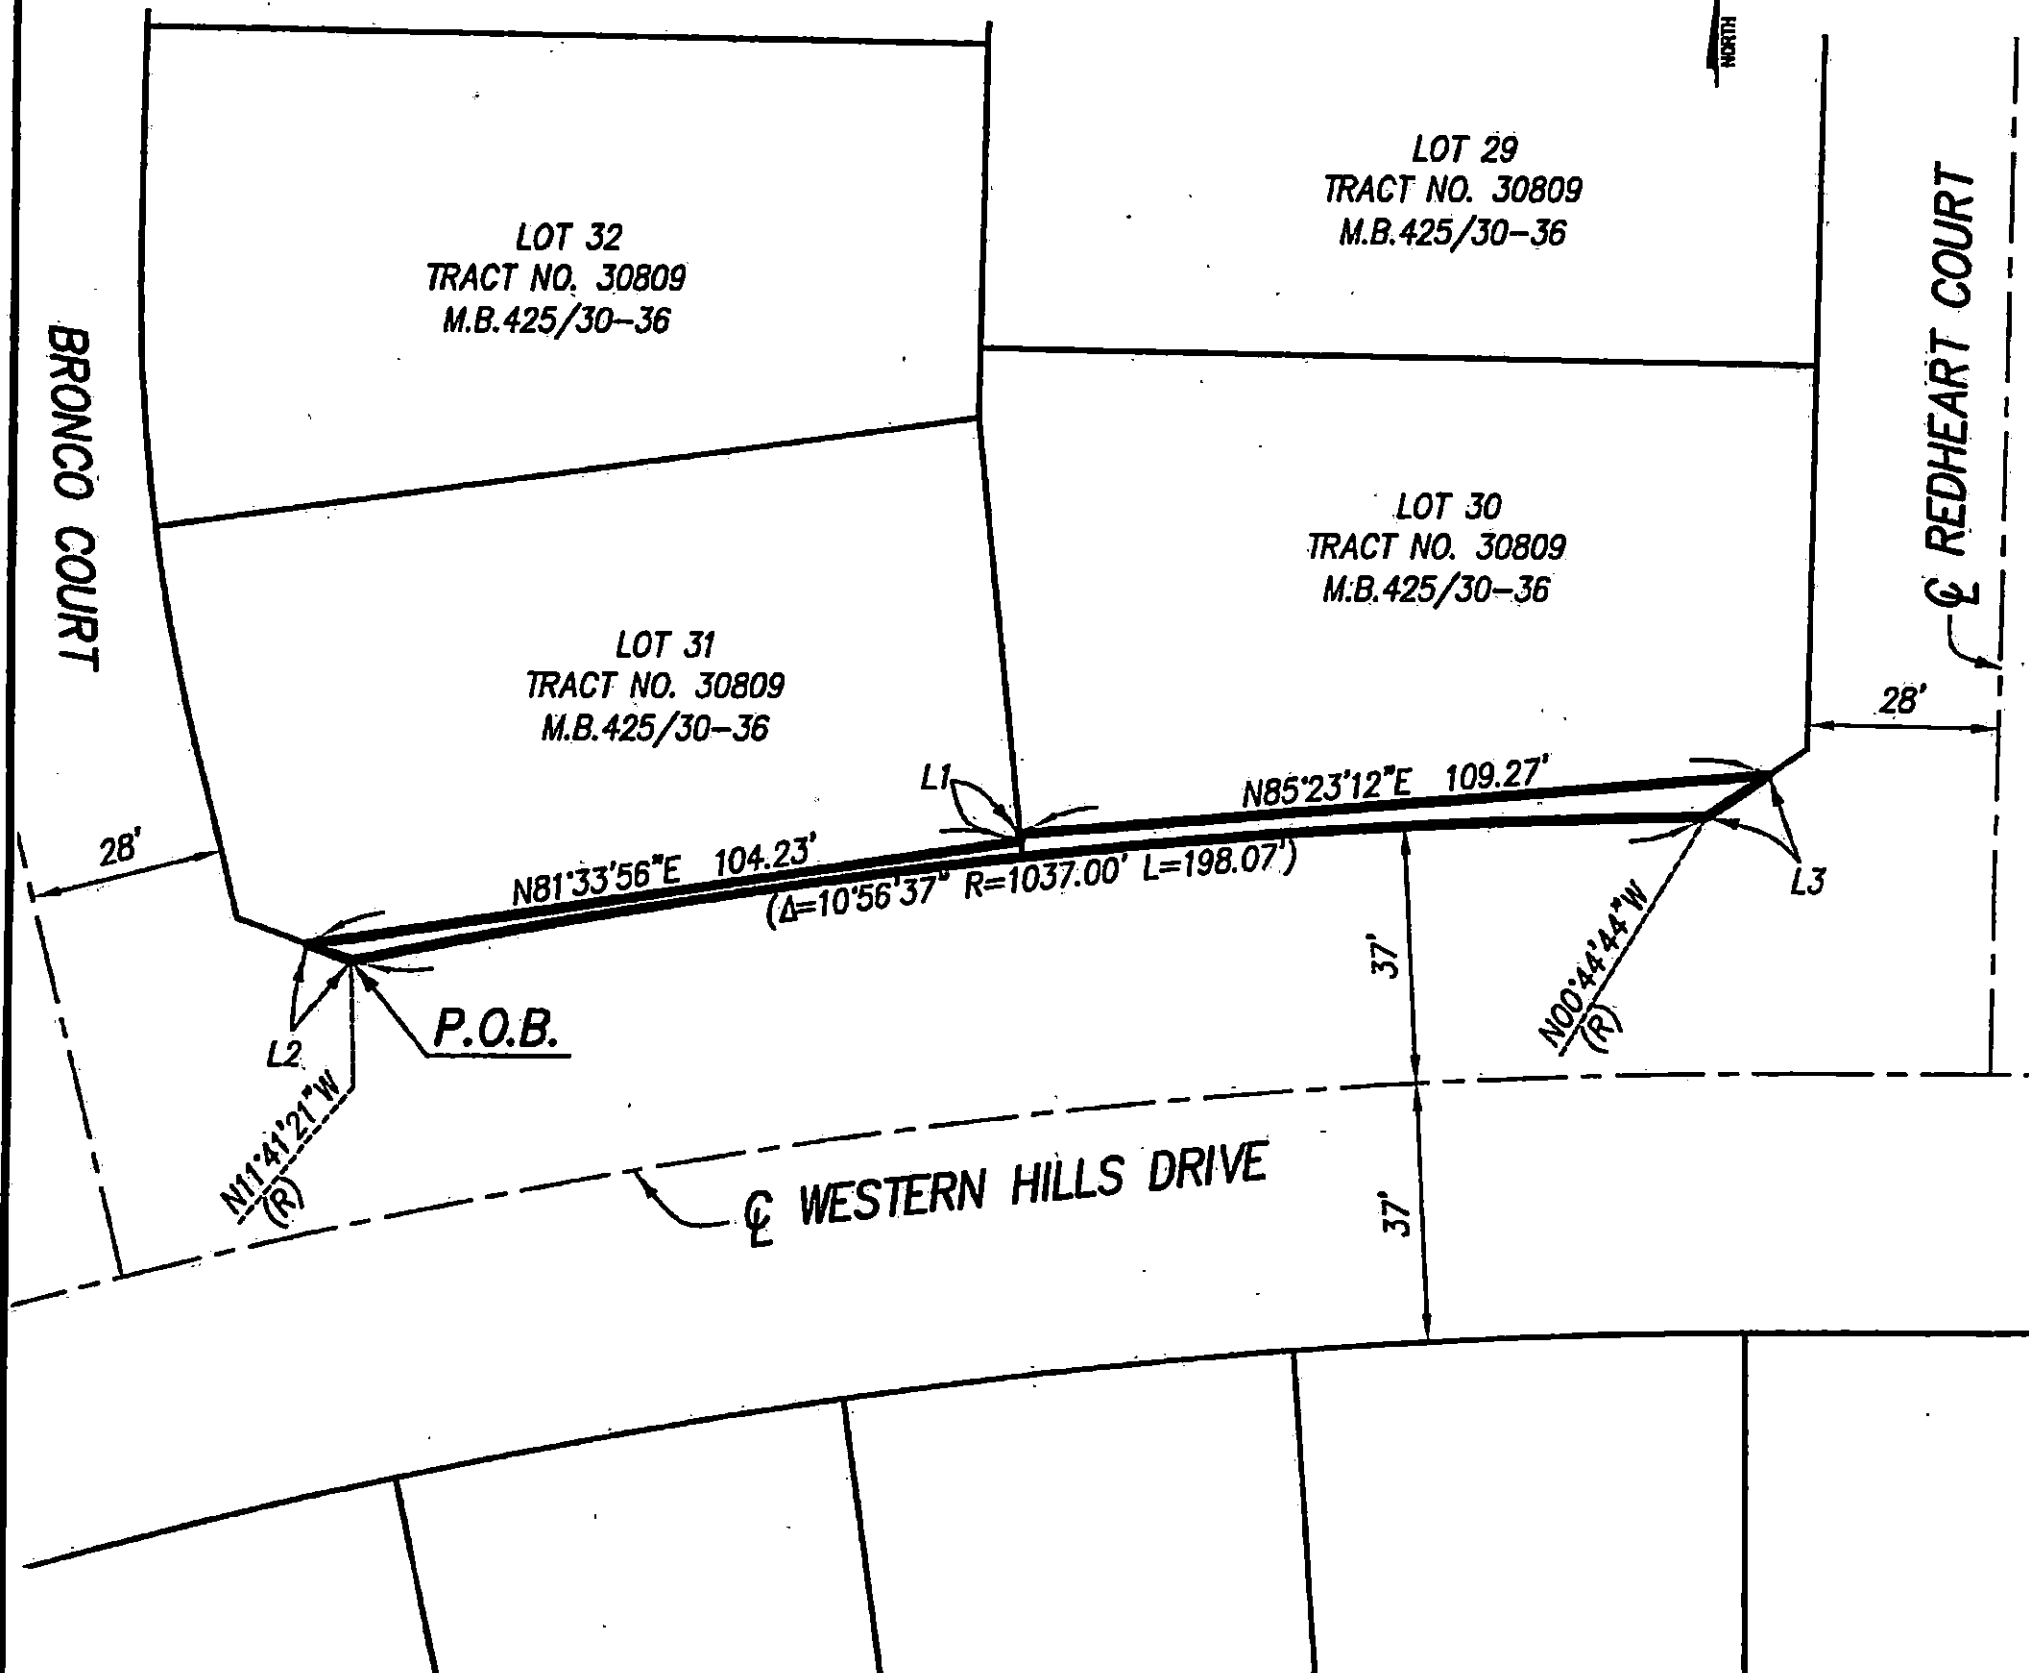 NORTH
LOT 29
TRACT NO. 30809
M.B.425/30-36
LOT 32
TRACT NO. 30809
M.B.425/30-36
BRONCO COURT
℄ REDHEART COURT
LOT 30
TRACT NO. 30809
M.B.425/30-36
LOT 31
TRACT NO. 30809
M.B.425/30-36
28'
L1
N85°23'12"E 109.27'
28'
N81°33'56"E 104.23'
(Δ=10°56'37" R=1037.00' L=198.07')
L3
N00°44'44"W
(R)
37'
P.O.B.
L2
N11°41'21"W
(R)
℄ WESTERN HILLS DRIVE
37'